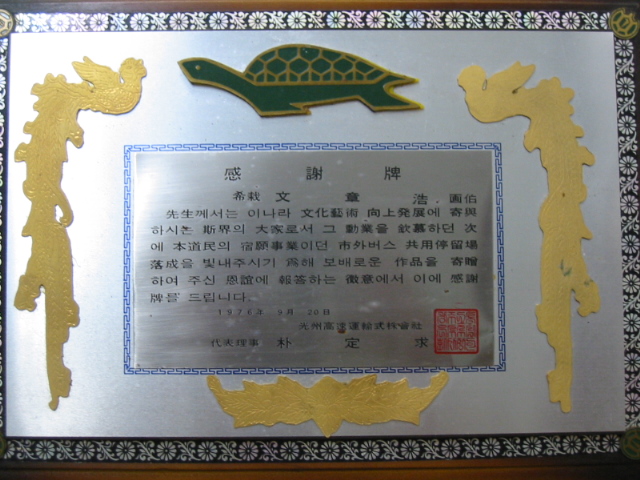 感謝牌
希栽 文章浩 画伯
先生께서는 이나라 文化藝術 向上発展에 寄與
하시는 斯界의 大家로서 그 動業을 欽慕하던 次
에 本道民의 宿願事業이던 市外버스 共用停留場
落成을 빛내주시기 爲해 보배로운 作品을 寄贈
하여 주신 恩誼에 報答하는 徽意에서 이에 感謝
牌를 드립니다.
1976年 9月 20日
光州高速運輸式株會社
代表理事 朴定求